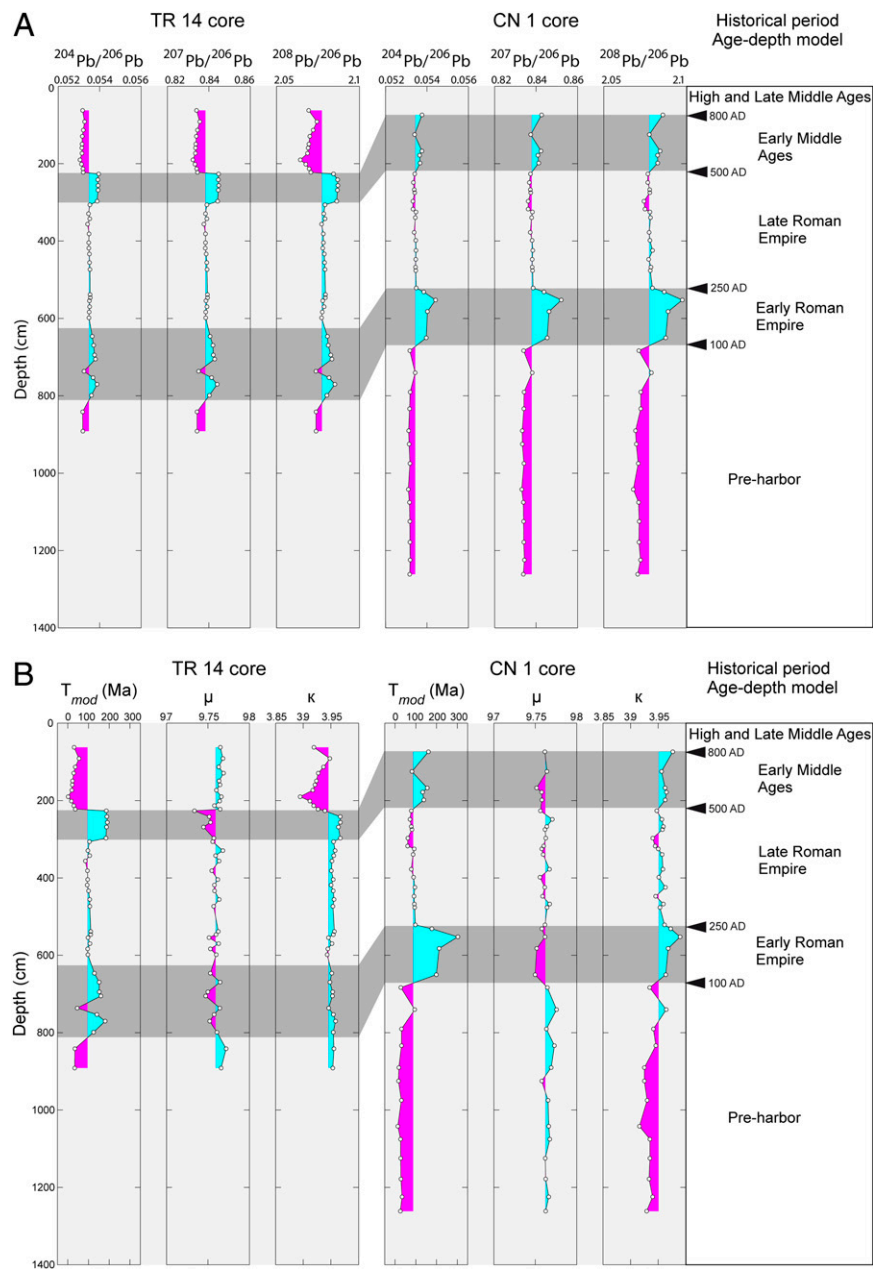 A
TR 14 core
CN 1 core
Historical period
Age-depth model
204Pb/206Pb
207Pb/206Pb
208Pb/206Pb
204Pb/206Pb
207Pb/206Pb
208Pb/206Pb
0.052 0.054 0.056
0.82 0.84 0.86
2.05 2.1
0.052 0.054 0.056
0.82 0.84 0.86
2.05 2.1
Depth (cm)
0
200
400
600
800
1000
1200
1400
High and Late Middle Ages
800 AD
Early Middle
Ages
500 AD
Late Roman
Empire
250 AD
Early Roman
Empire
100 AD
Pre-harbor
B
TR 14 core
CN 1 core
Historical period
Age-depth model
Tmod (Ma)
μ
κ
Tmod (Ma)
μ
κ
0 100 200 300
97 9.75 98
3.85 39 3.95
0 100 200 300
97 9.75 98
3.85 39 3.95
Depth (cm)
0
200
400
600
800
1000
1200
1400
High and Late Middle Ages
800 AD
Early Middle
Ages
500 AD
Late Roman
Empire
250 AD
Early Roman
Empire
100 AD
Pre-harbor